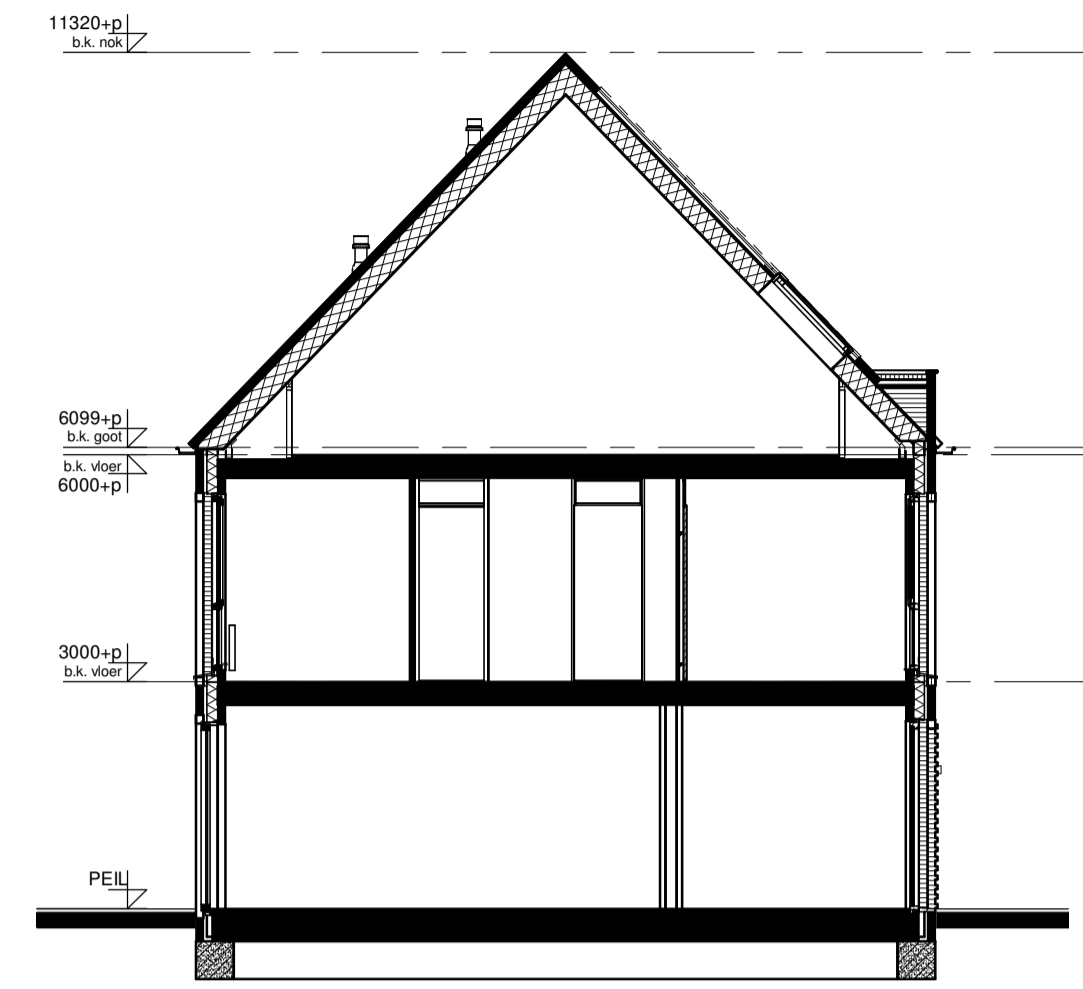 11320+p
b.k. nok
6099+p
b.k. goot
b.k. vloer
6000+p
3000+p
b.k. vloer
PEIL